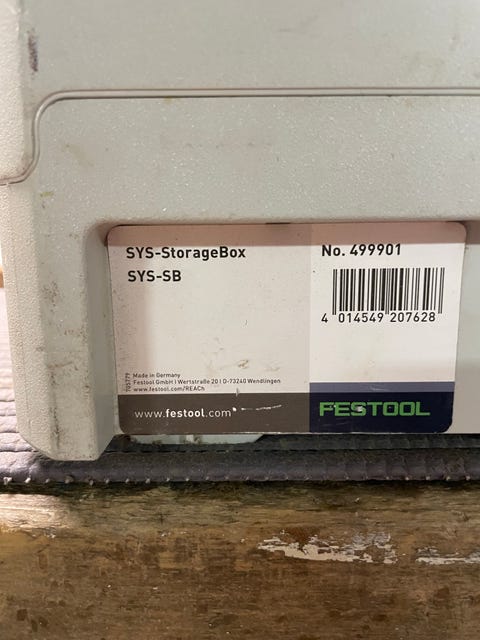 SYS-StorageBox
SYS-SB
No. 499901
4 014549 207628
705779
Made in Germany
Festool GmbH | Wertstraße 20 | D-73240 Wendlingen
www.festool.com/REACh
www.festool.com
FESTOOL